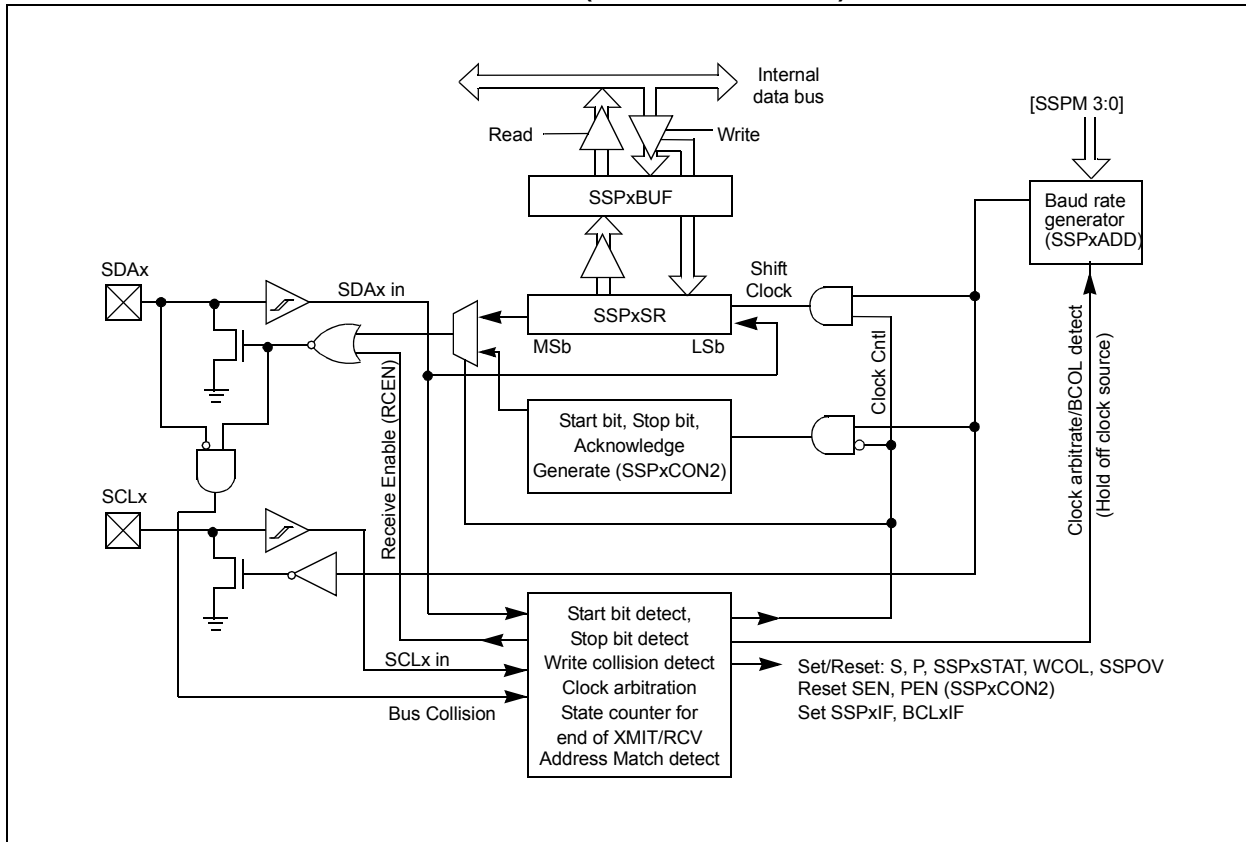 Internal
data bus
[SSPM 3:0]
Read
Write
SSPxBUF
Baud rate
generator
(SSPxADD)
SDAx
SDAx in
Shift
Clock
SSPxSR
MSb
LSb
Clock Cntl
Receive Enable (RCEN)
Start bit, Stop bit,
Acknowledge
Generate (SSPxCON2)
Clock arbitrate/BCOL detect
(Hold off clock source)
SCLx
SCLx in
Bus Collision
Start bit detect,
Stop bit detect
Write collision detect
Clock arbitration
State counter for
end of XMIT/RCV
Address Match detect
Set/Reset: S, P, SSPxSTAT, WCOL, SSPOV
Reset SEN, PEN (SSPxCON2)
Set SSPxIF, BCLxIF